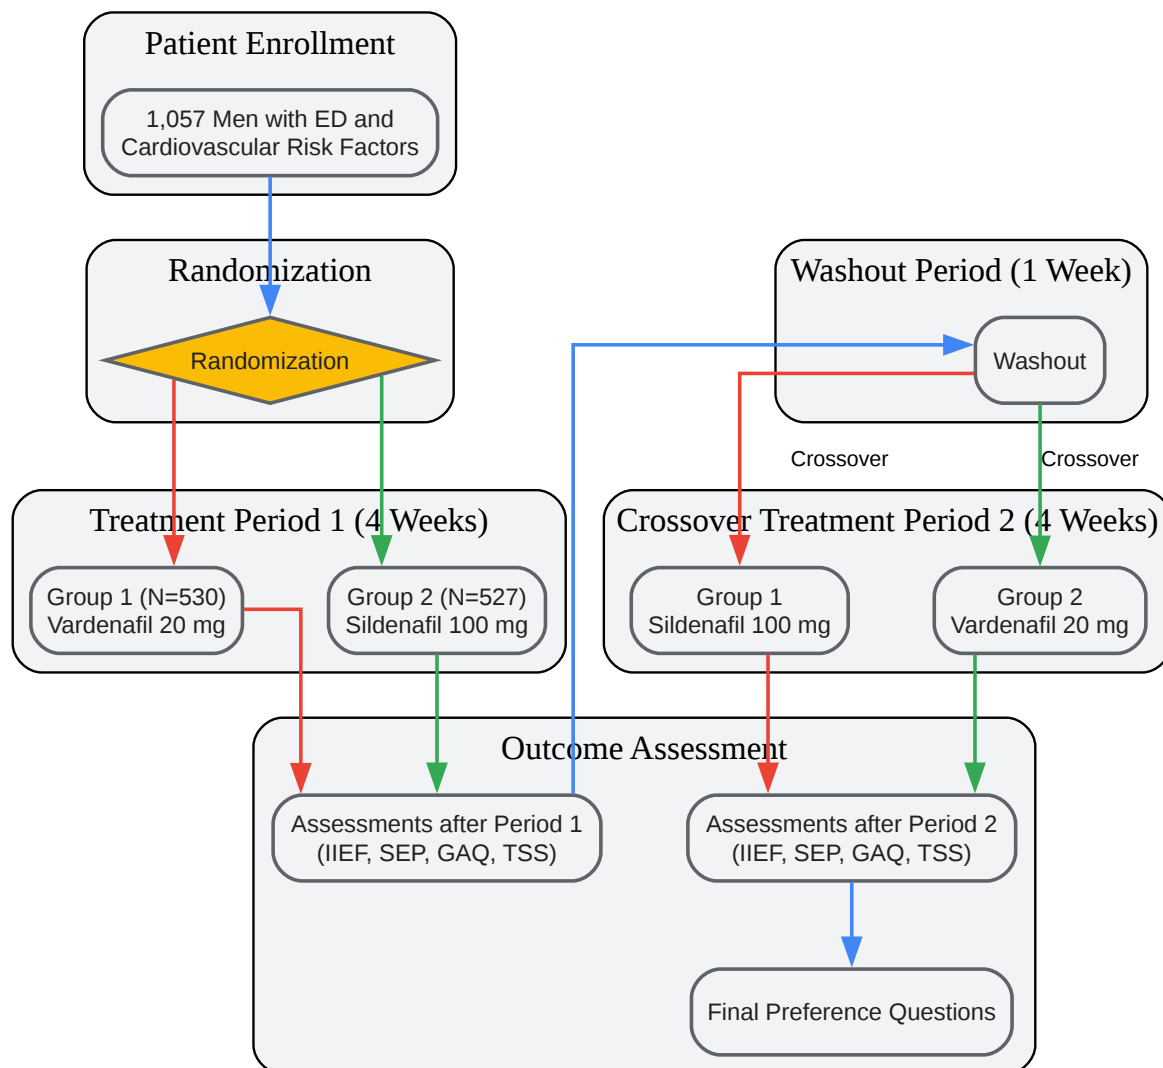 Patient Enrollment
1,057 Men with ED and
Cardiovascular Risk Factors
Randomization
Randomization
Washout Period (1 Week)
Washout
Crossover
Crossover
Treatment Period 1 (4 Weeks)
Group 1 (N=530)
Vardenafil 20 mg
Group 2 (N=527)
Sildenafil 100 mg
Crossover Treatment Period 2 (4 Weeks)
Group 1
Sildenafil 100 mg
Group 2
Vardenafil 20 mg
Outcome Assessment
Assessments after Period 1
(IIEF, SEP, GAQ, TSS)
Assessments after Period 2
(IIEF, SEP, GAQ, TSS)
Final Preference Questions